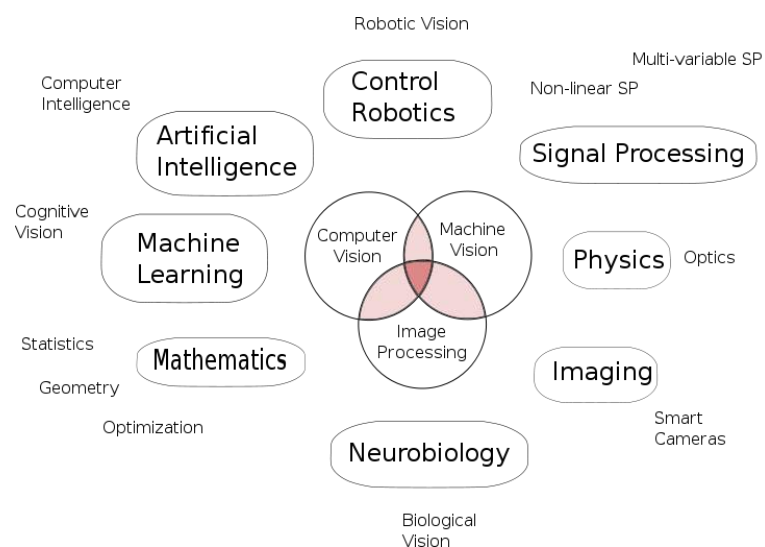 Robotic Vision
Multi-variable SP
Computer
Intelligence
Control
Robotics
Non-linear SP
Artificial
Intelligence
Signal Processing
Cognitive
Vision
Machine
Learning
Computer
Vision
Machine
Vision
Physics
Optics
Statistics
Mathematics
Image
Processing
Imaging
Geometry
Optimization
Smart
Cameras
Neurobiology
Biological
Vision